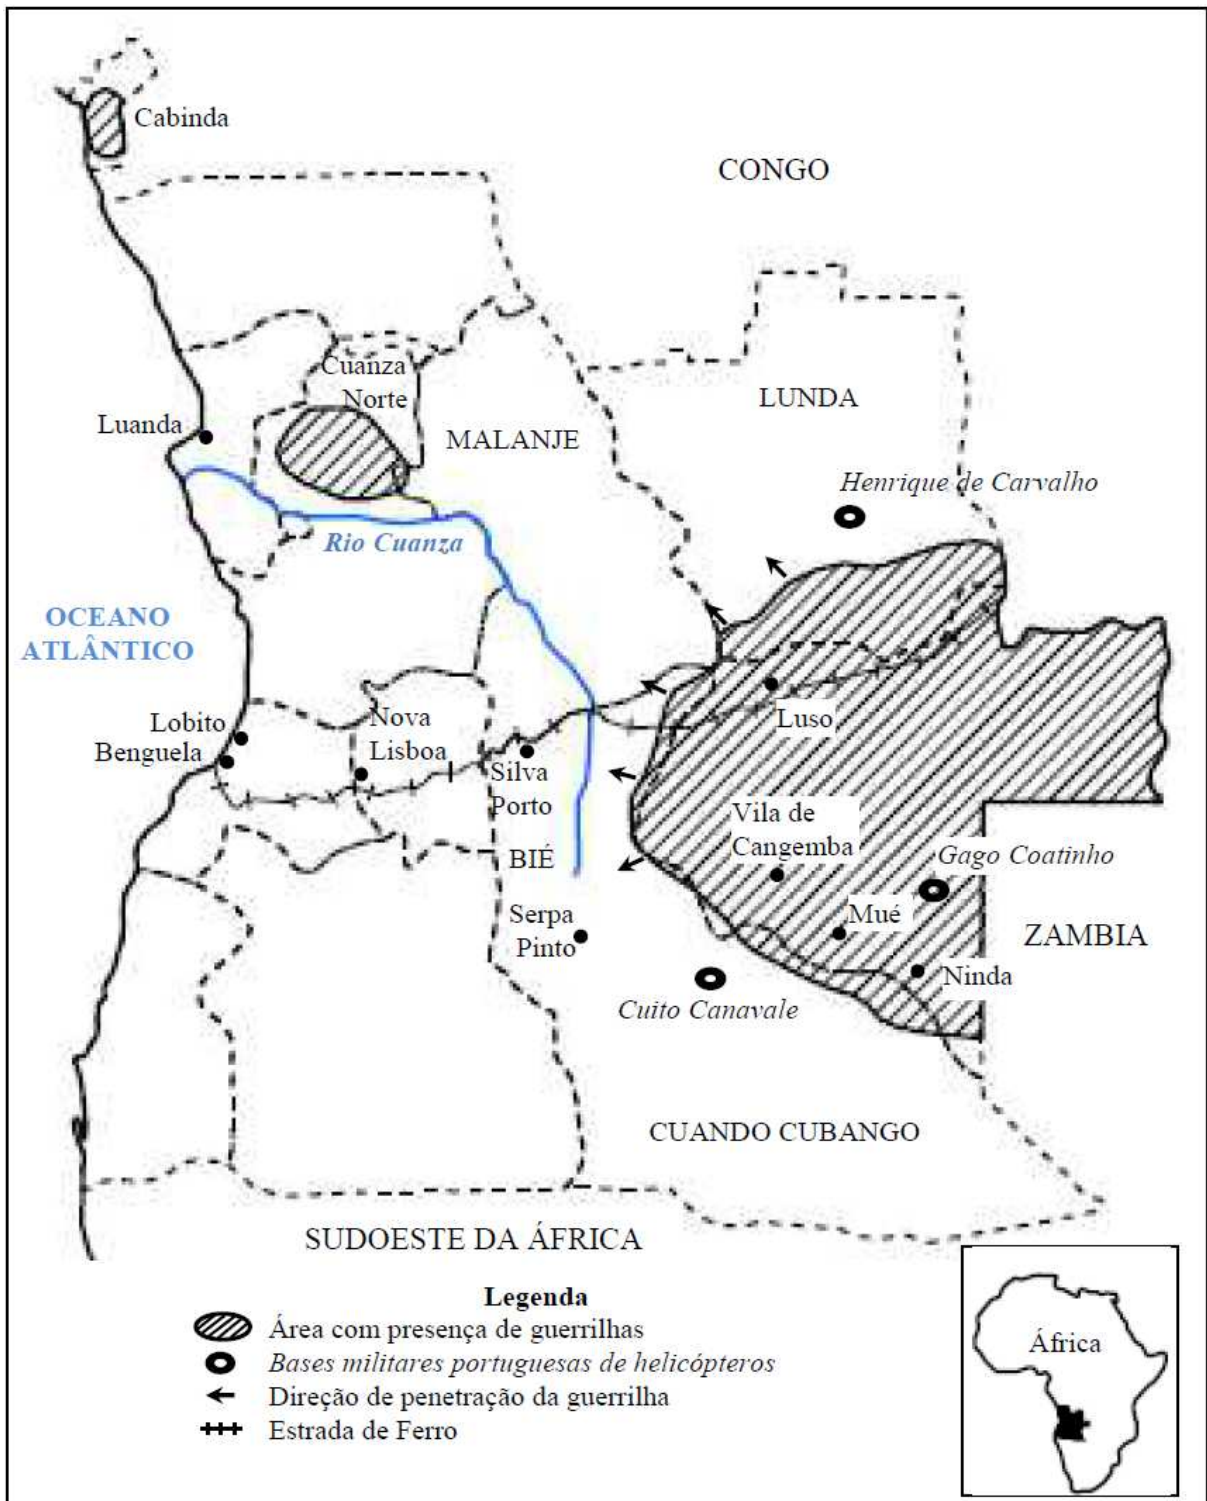 Cabinda
CONGO
Cuanza
Norte
LUNDA
Luanda
MALANJE
Henrique de Carvalho
Rio Cuanza
OCEANO
ATLÂNTICO
Lobito
Benguela
Nova
Lisboa
Luso
Silva
Porto
Vila de
Cangemba
BIÉ
Gago Coatinho
Serpa
Pinto
Mué
ZAMBIA
Ninda
Cuito Canavale
CUANDO CUBANGO
SUDOESTE DA ÁFRICA
Legenda
Área com presença de guerrilhas
Bases militares portuguesas de helicópteros
Direção de penetração da guerrilha
Estrada de Ferro
África